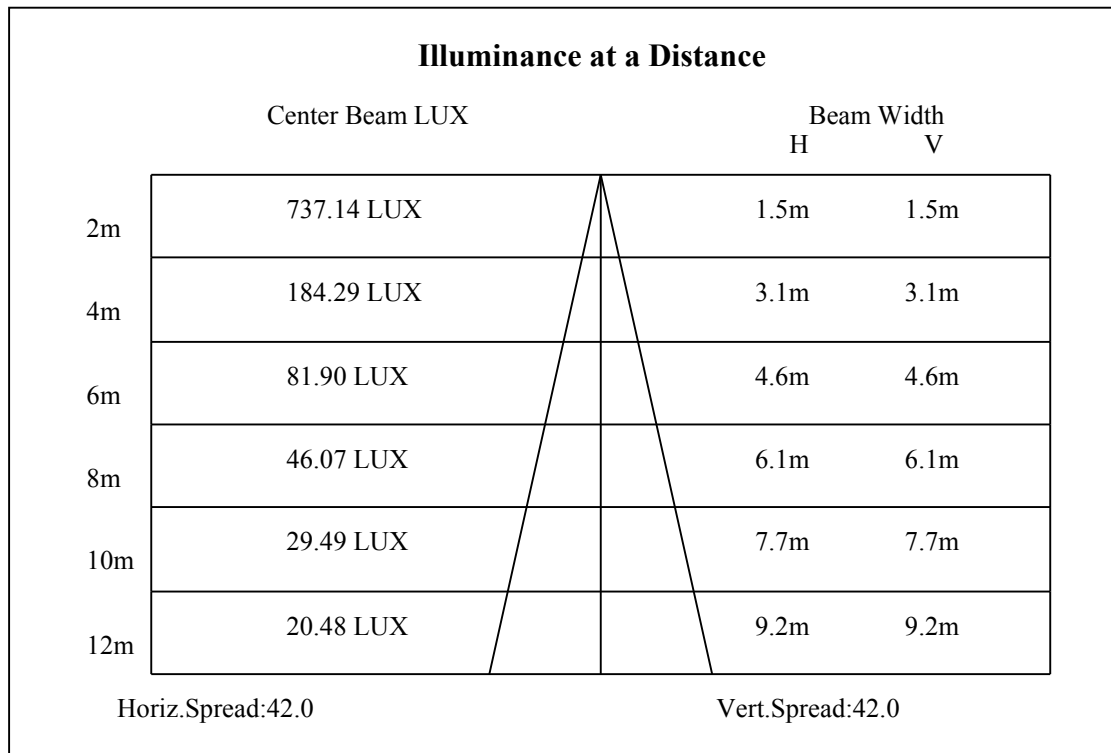 Illuminance at a Distance
Center Beam LUX Beam Width
H V
2m 737.14 LUX 1.5m 1.5m
4m 184.29 LUX 3.1m 3.1m
6m 81.90 LUX 4.6m 4.6m
8m 46.07 LUX 6.1m 6.1m
10m 29.49 LUX 7.7m 7.7m
12m 20.48 LUX 9.2m 9.2m
Horiz.Spread:42.0 Vert.Spread:42.0